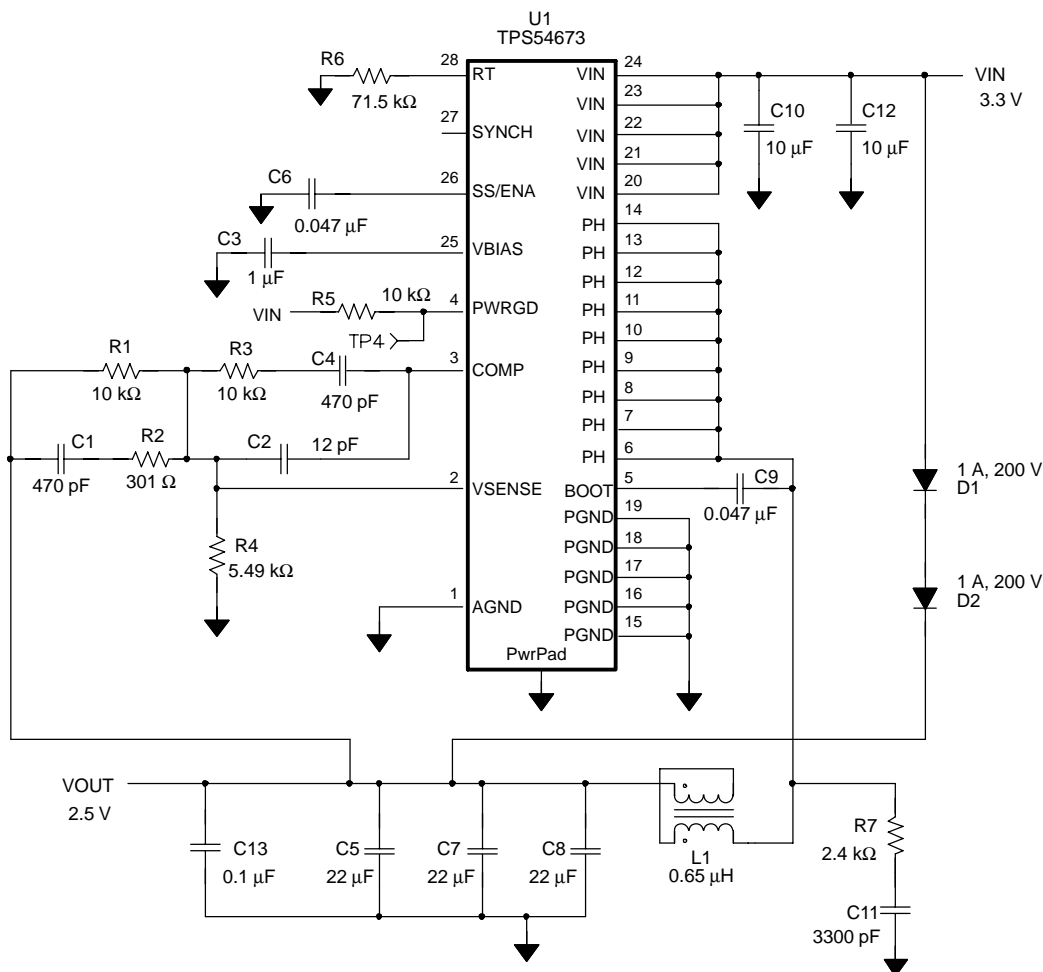 U1
TPS54673
R6
71.5 kΩ
28
RT
27
SYNCH
C6
0.047 μF
26
SS/ENA
C3
1 μF
25
VBIAS
VIN
R5
10 kΩ
4
PWRGD
TP4
R1
10 kΩ
R3
10 kΩ
C4
470 pF
3
COMP
C1
470 pF
R2
301 Ω
C2
12 pF
2
VSENSE
R4
5.49 kΩ
1
AGND
PwrPad
VIN
24
VIN
23
VIN
22
VIN
21
VIN
20
PH
14
PH
13
PH
12
PH
11
PH
10
PH
9
PH
8
PH
7
PH
6
BOOT
5
PGND
19
PGND
18
PGND
17
PGND
16
PGND
15
C10
10 μF
C12
10 μF
VIN
3.3 V
C9
0.047 μF
1 A, 200 V
D1
1 A, 200 V
D2
VOUT
2.5 V
C13
0.1 μF
C5
22 μF
C7
22 μF
C8
22 μF
L1
0.65 μH
R7
2.4 kΩ
C11
3300 pF